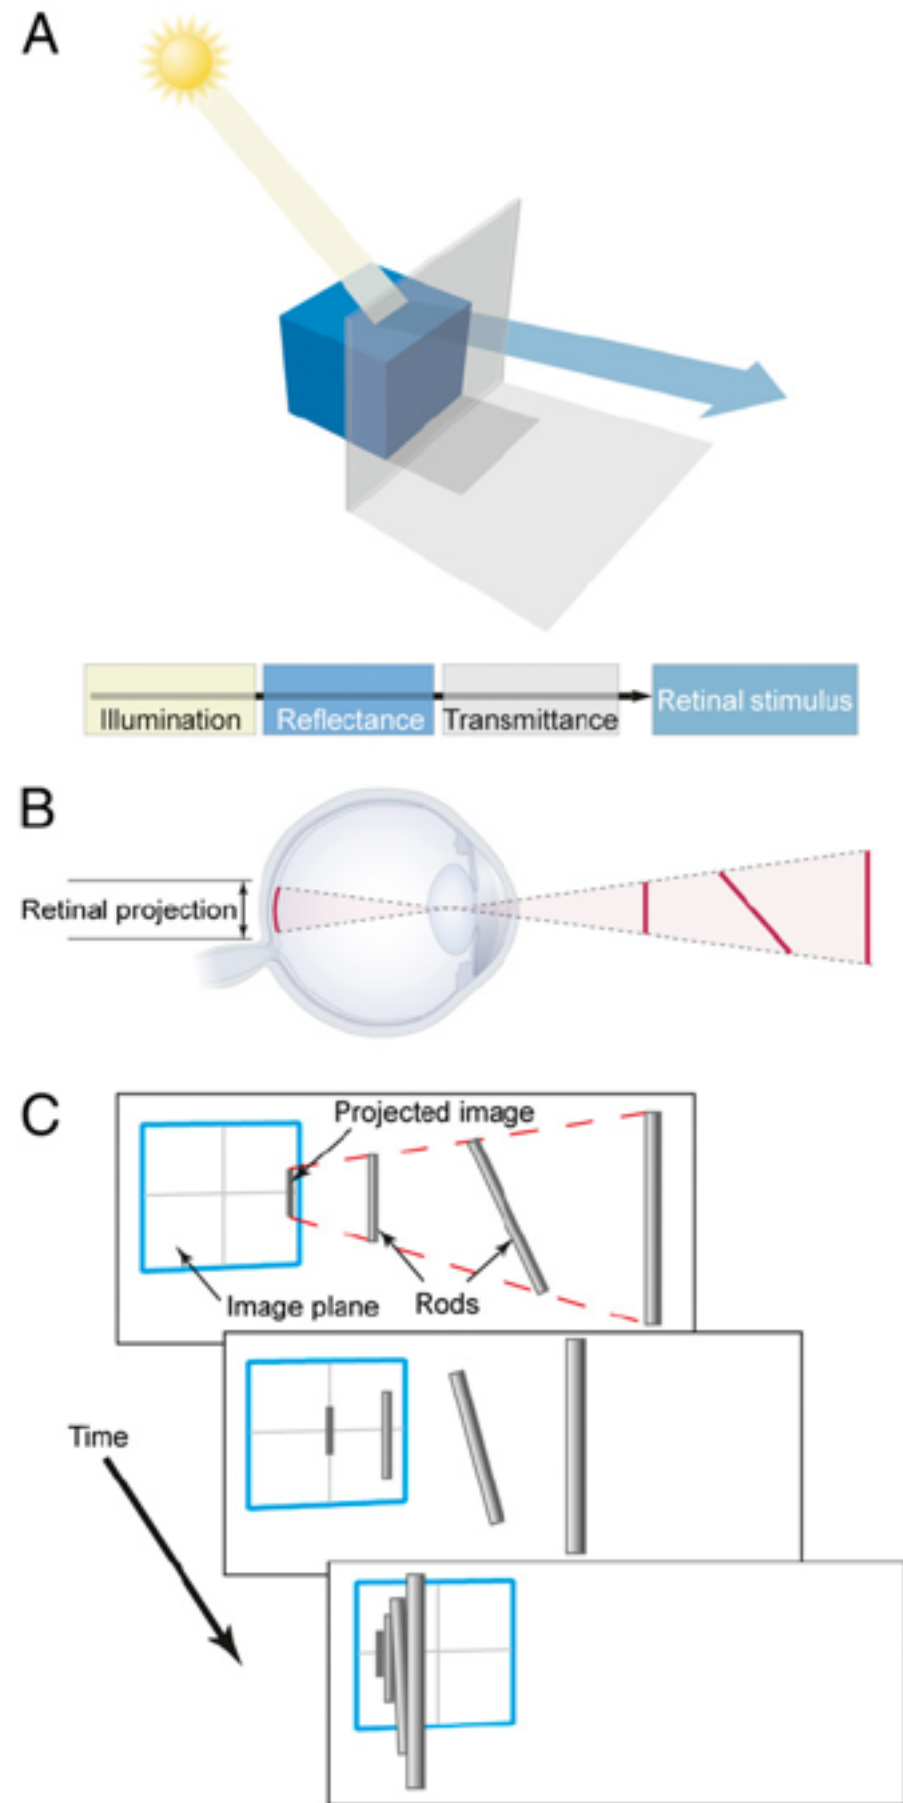 A
Illumination
Reflectance
Transmittance
Retinal stimulus
B
Retinal projection
C
Projected image
Image plane
Rods
Time